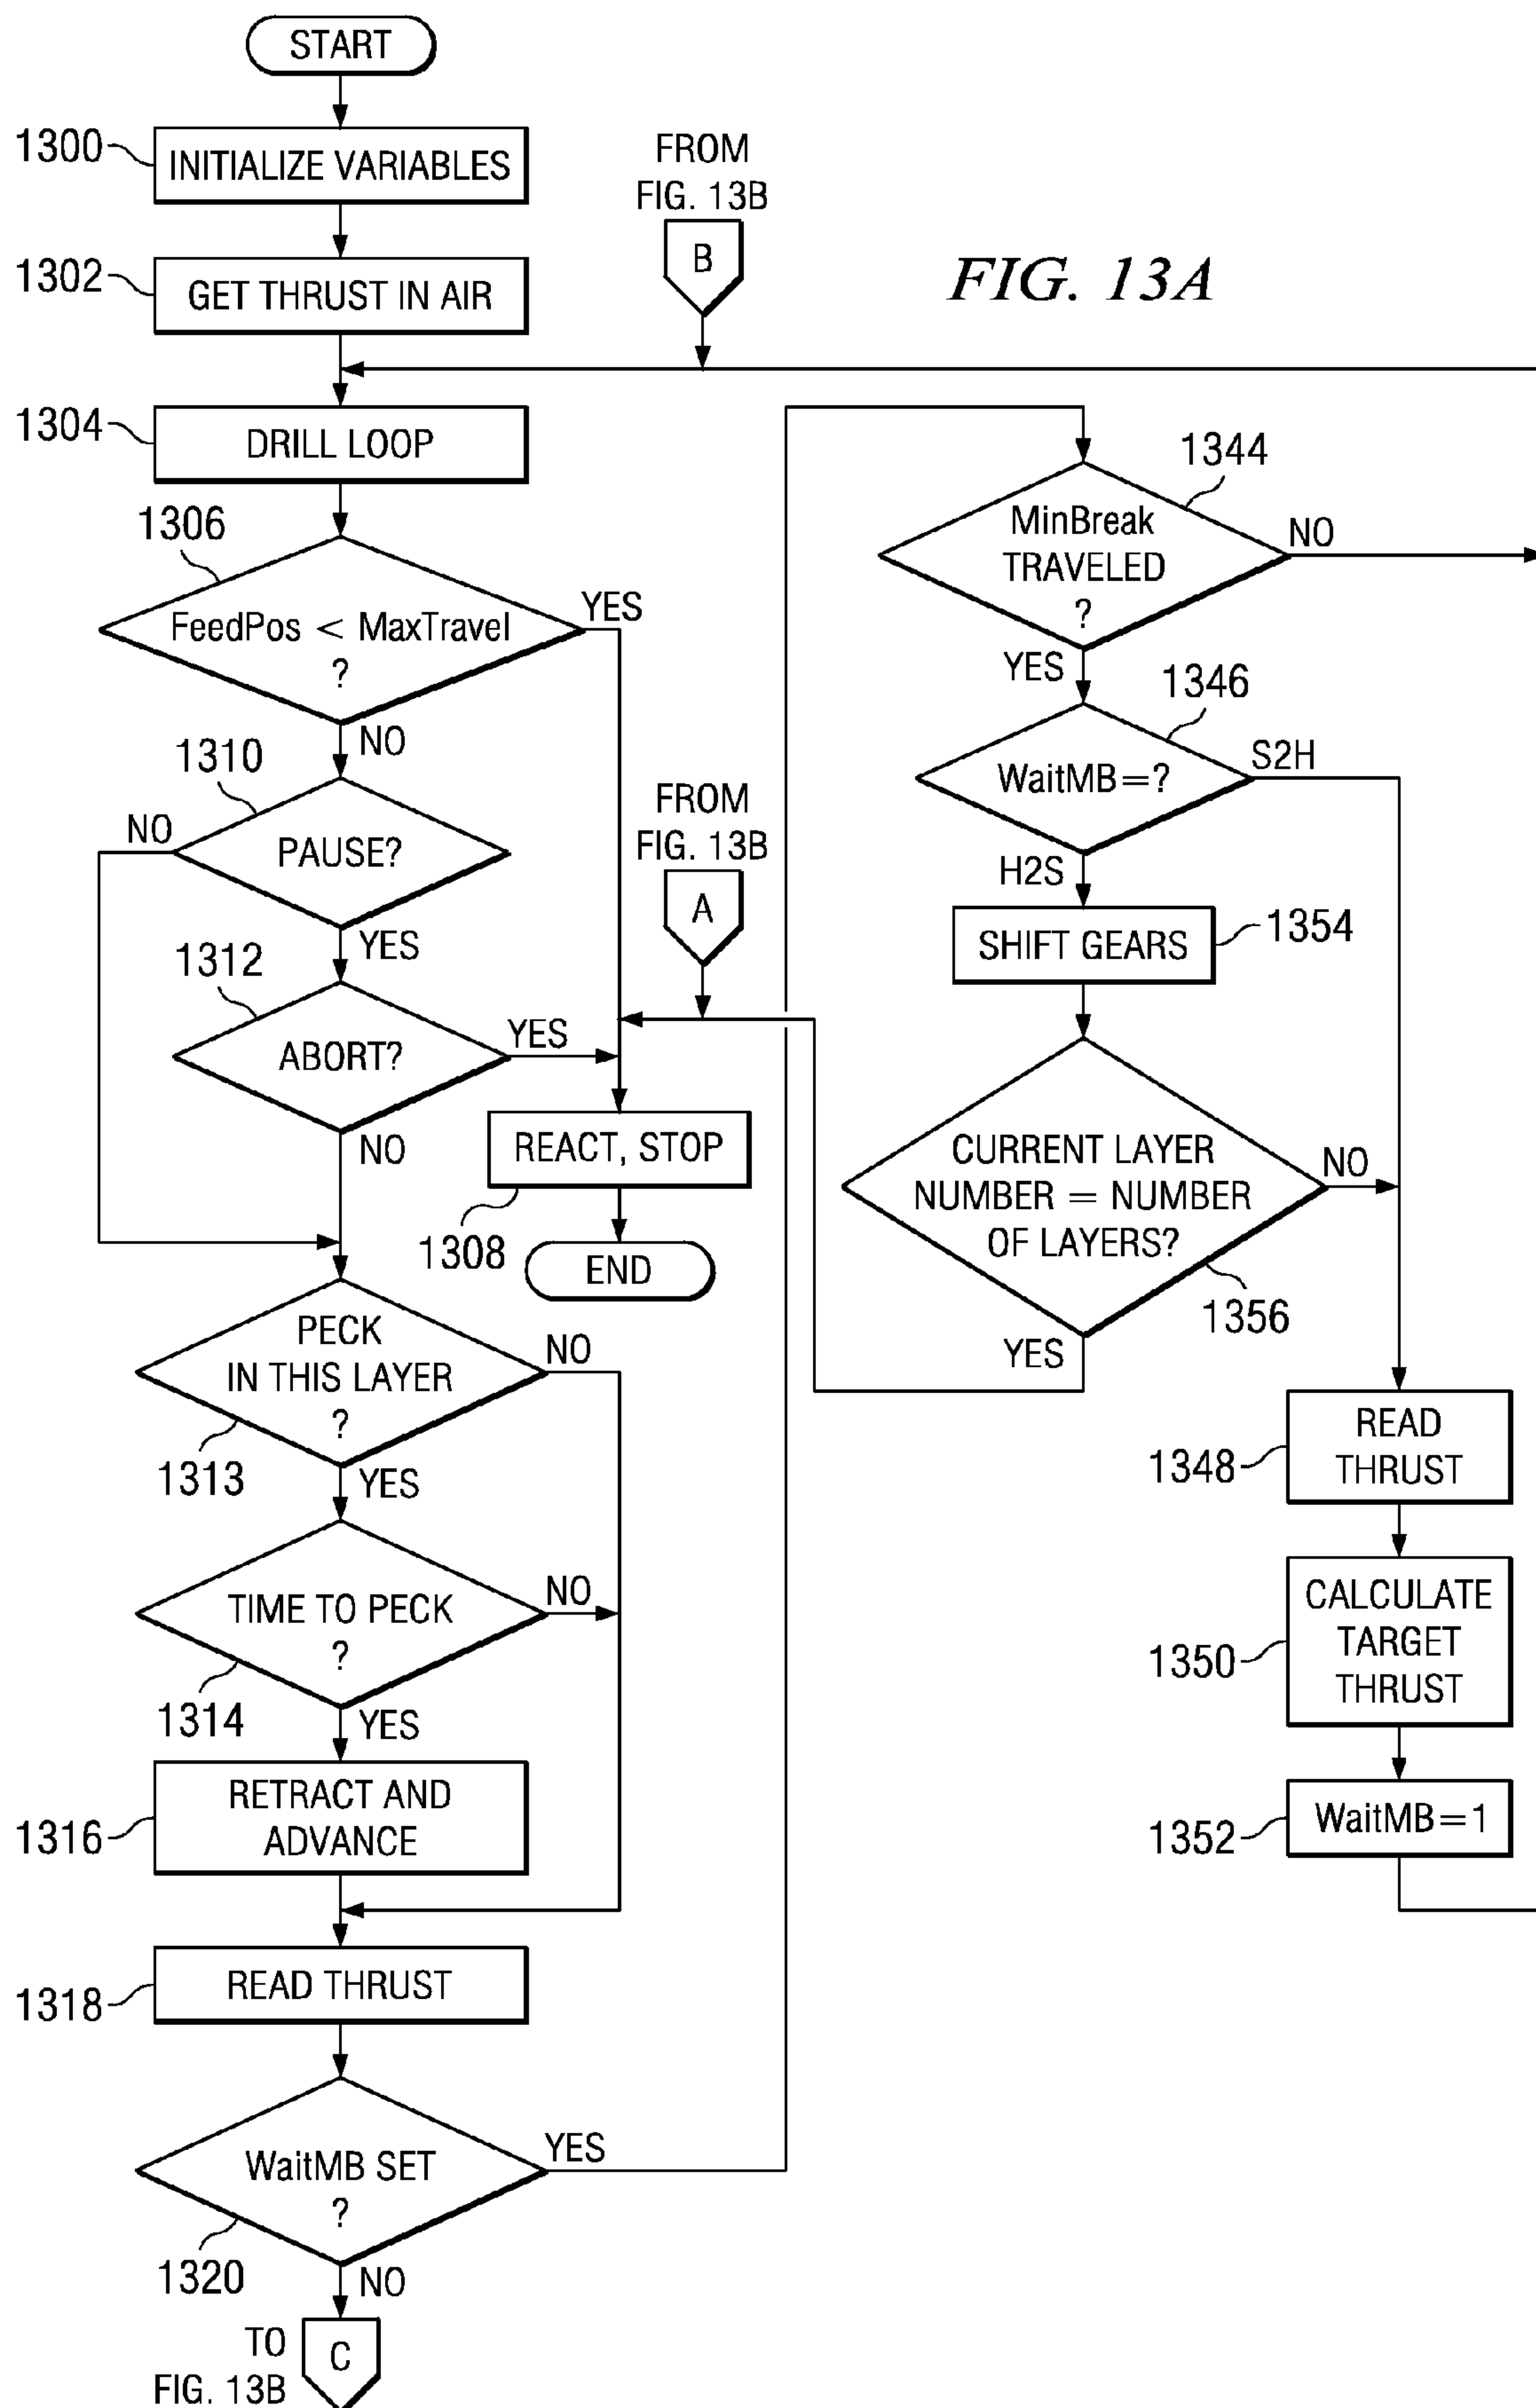 START
1300
INITIALIZE VARIABLES
1302
GET THRUST IN AIR
FROM
FIG. 13B
B
FIG. 13A
1304
DRILL LOOP
1306
FeedPos < MaxTravel
?
YES
NO
1310
PAUSE?
NO
YES
1312
ABORT?
YES
NO
FROM
FIG. 13B
A
REACT, STOP
1308
END
PECK
IN THIS LAYER
?
NO
1313
YES
TIME TO PECK
?
NO
1314
YES
1316
RETRACT AND
ADVANCE
1318
READ THRUST
WaitMB SET
?
YES
1320
NO
TO
FIG. 13B
C
1344
MinBreak
TRAVELED
?
NO
YES
1346
WaitMB=?
S2H
H2S
SHIFT GEARS
1354
CURRENT LAYER
NUMBER = NUMBER
OF LAYERS?
NO
1356
YES
1348
READ
THRUST
1350
CALCULATE
TARGET
THRUST
1352
WaitMB=1